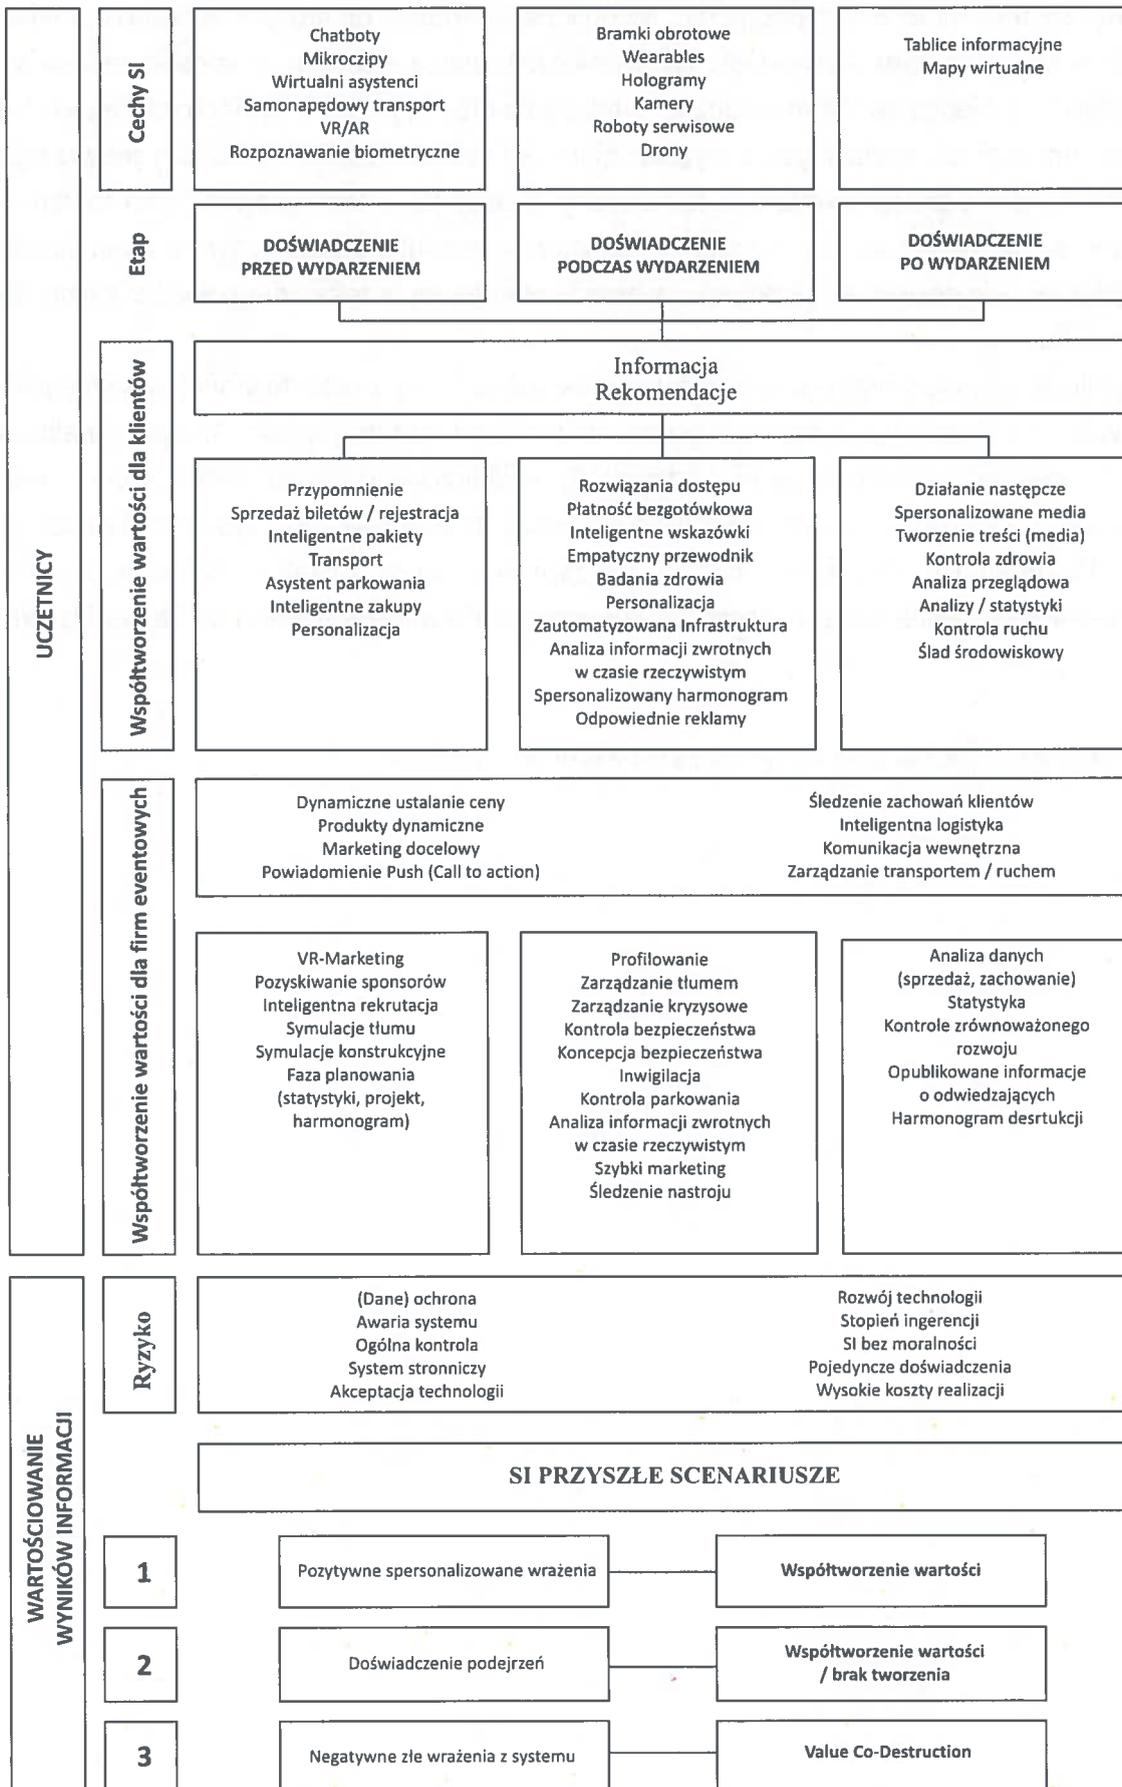 Cechy SI
Chatboty
Mikroczipy
Wirtualni asystenci
Samonapędowy transport
VR/AR
Rozpoznawanie biometryczne
Bramki obrotowe
Wearables
Hologramy
Kamery
Roboty serwisowe
Drony
Tablice informacyjne
Mapy wirtualne
Etap
DOŚWIADCZENIE
PRZED WYDARZENIEM
DOŚWIADCZENIE
PODCZAS WYDARZENIEM
DOŚWIADCZENIE
PO WYDARZENIEM
UCZETNICY
Współtworzenie wartości dla klientów
Informacja
Rekomendacje
Przypomnienie
Sprzedaż biletów / rejestracja
Inteligentne pakiety
Transport
Asystent parkowania
Inteligentne zakupy
Personalizacja
Rozwiązania dostępu
Płatność bezgotówkowa
Inteligentne wskazówki
Empatyczny przewodnik
Badania zdrowia
Personalizacja
Zautomatyzowana Infrastruktura
Analiza informacji zwrotnych
w czasie rzeczywistym
Spersonalizowany harmonogram
Odpowiednie reklamy
Działanie następcze
Spersonalizowane media
Tworzenie treści (media)
Kontrola zdrowia
Analiza przeglądowa
Analizy / statystyki
Kontrola ruchu
Ślad środowiskowy
Współtworzenie wartości dla firm eventowych
Dynamiczne ustalanie ceny
Produkty dynamiczne
Marketing docelowy
Powiadomienie Push (Call to action)
Śledzenie zachowań klientów
Inteligentna logistyka
Komunikacja wewnętrzna
Zarządzanie transportem / ruchem
VR-Marketing
Pozyskiwanie sponsorów
Inteligentna rekrutacja
Symulacje tłumu
Symulacje konstrukcyjne
Faza planowania
(statystyki, projekt,
harmonogram)
Profilowanie
Zarządzanie tłumem
Zarządzanie kryzysowe
Kontrola bezpieczeństwa
Koncepcja bezpieczeństwa
Inwigilacja
Kontrola parkowania
Analiza informacji zwrotnych
w czasie rzeczywistym
Szybki marketing
Śledzenie nastroju
Analiza danych
(sprzedaż, zachowanie)
Statystyka
Kontrole zrównoważonego
rozwoju
Opublikowane informacje
o odwiedzających
Harmonogram desrtukcji
WARTOŚCIOWANIE
WYNIKÓW INFORMACJI
Ryzyko
(Dane) ochrona
Awaria systemu
Ogólna kontrola
System stronniczy
Akceptacja technologii
Rozwój technologii
Stopień ingerencji
SI bez moralności
Pojedyncze doświadczenia
Wysokie koszty realizacji
SI PRZYSZŁE SCENARIUSZE
1
Pozytywne spersonalizowane wrażenia
Współtworzenie wartości
2
Doświadczenie podejrzeń
Współtworzenie wartości
/ brak tworzenia
3
Negatywne złe wrażenia z systemu
Value Co-Destruction